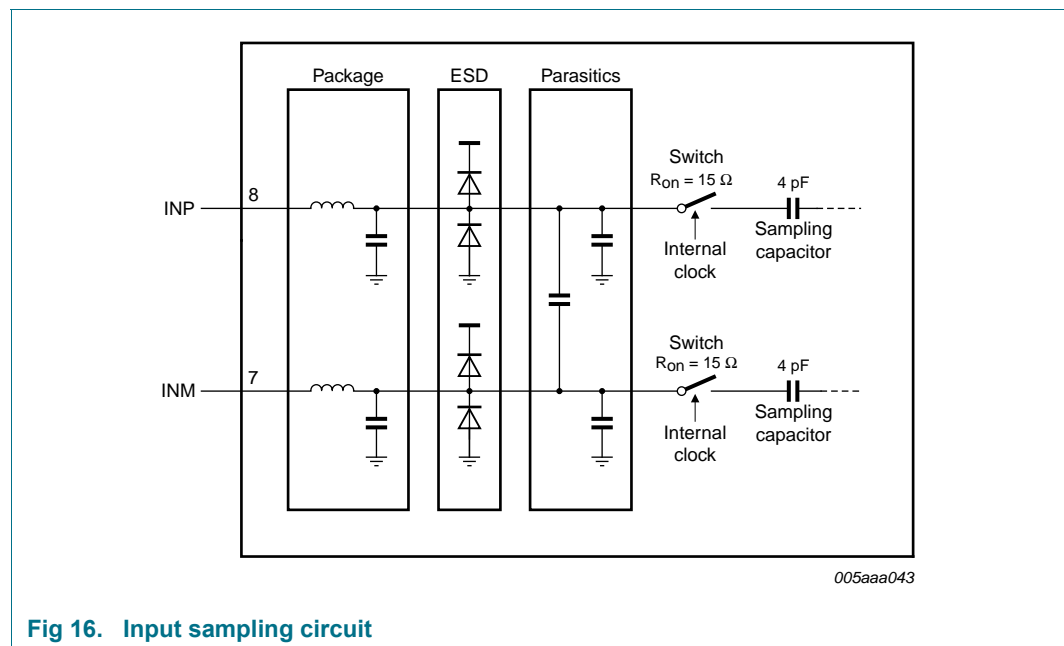 Package
ESD
Parasitics
Switch
Ron = 15 Ω
4 pF
INP
8
Internal
clock
Sampling
capacitor
Switch
Ron = 15 Ω
4 pF
INM
7
Internal
clock
Sampling
capacitor
005aaa043
Fig 16. Input sampling circuit